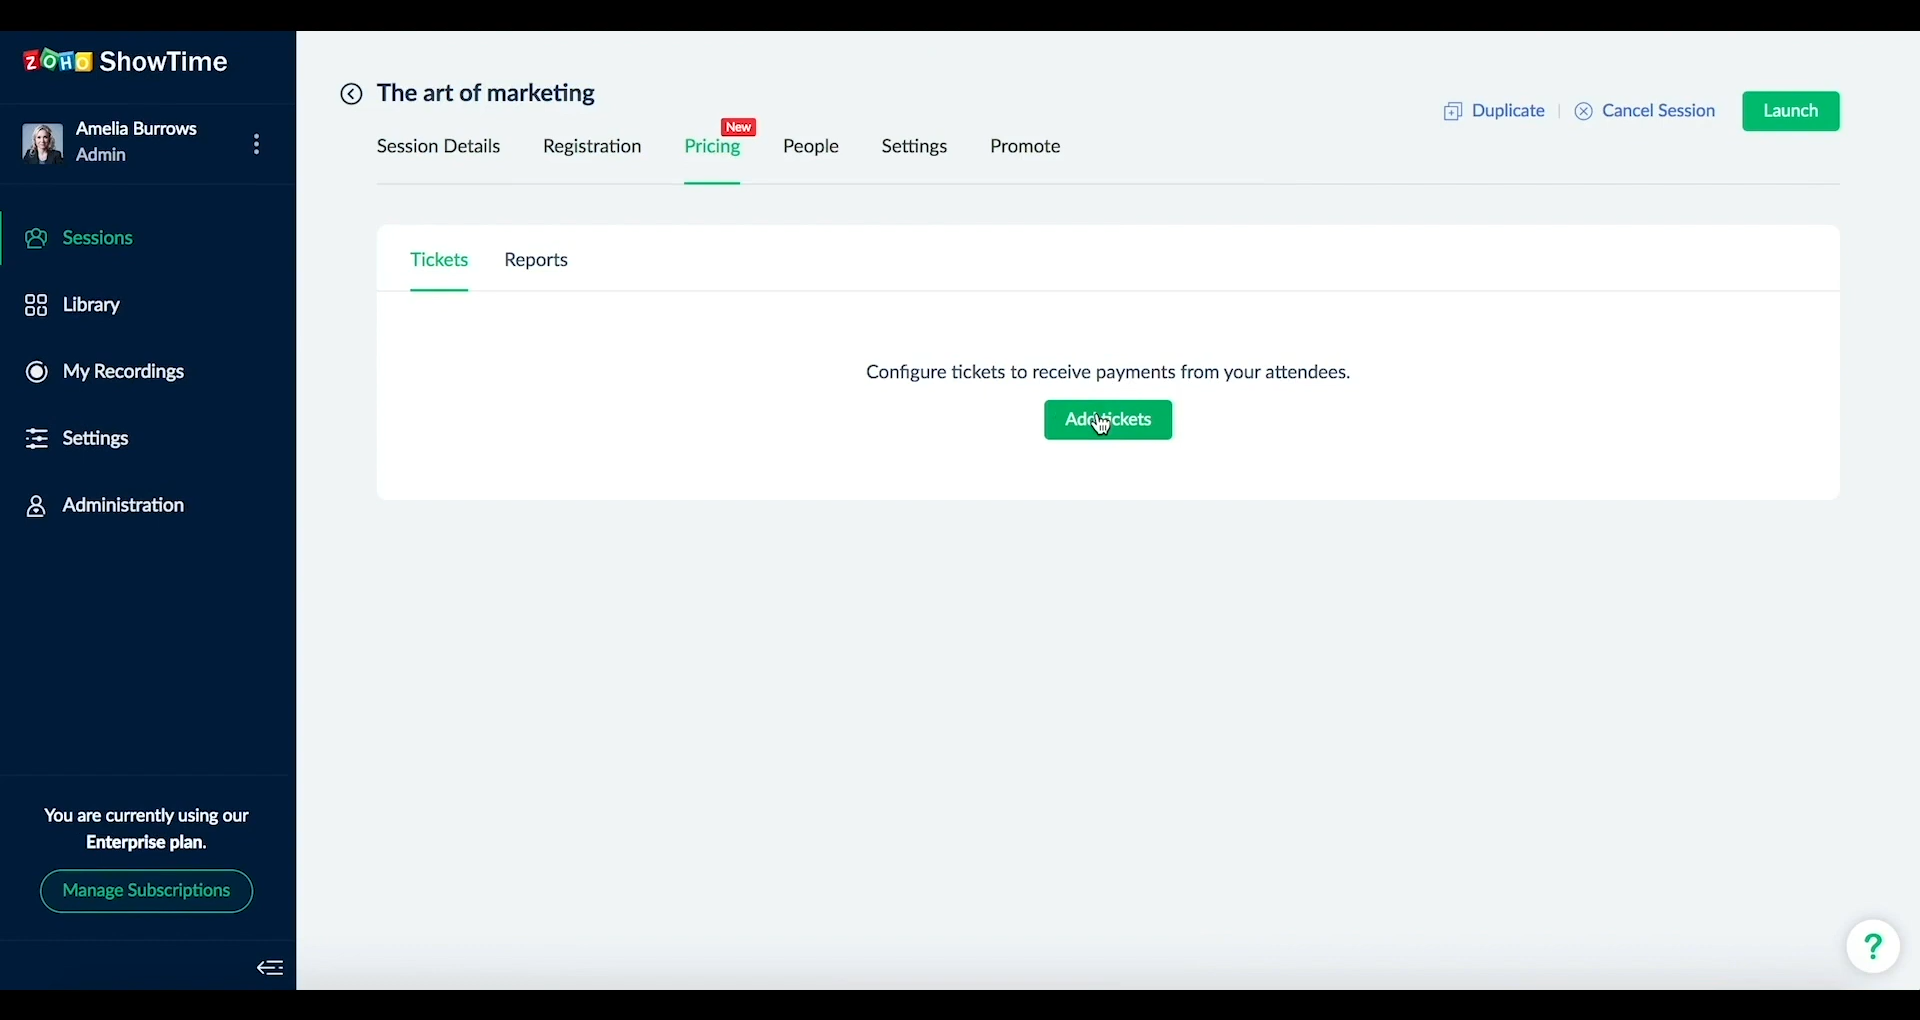 ZOHO ShowTime
Amelia Burrows
Admin
Sessions
Library
My Recordings
Settings
Administration
You are currently using our
Enterprise plan.
Manage Subscriptions
The art of marketing
Duplicate
Cancel Session
Launch
New
Session Details
Registration
Pricing
People
Settings
Promote
Tickets
Reports
Configure tickets to receive payments from your attendees.
Add tickets
?